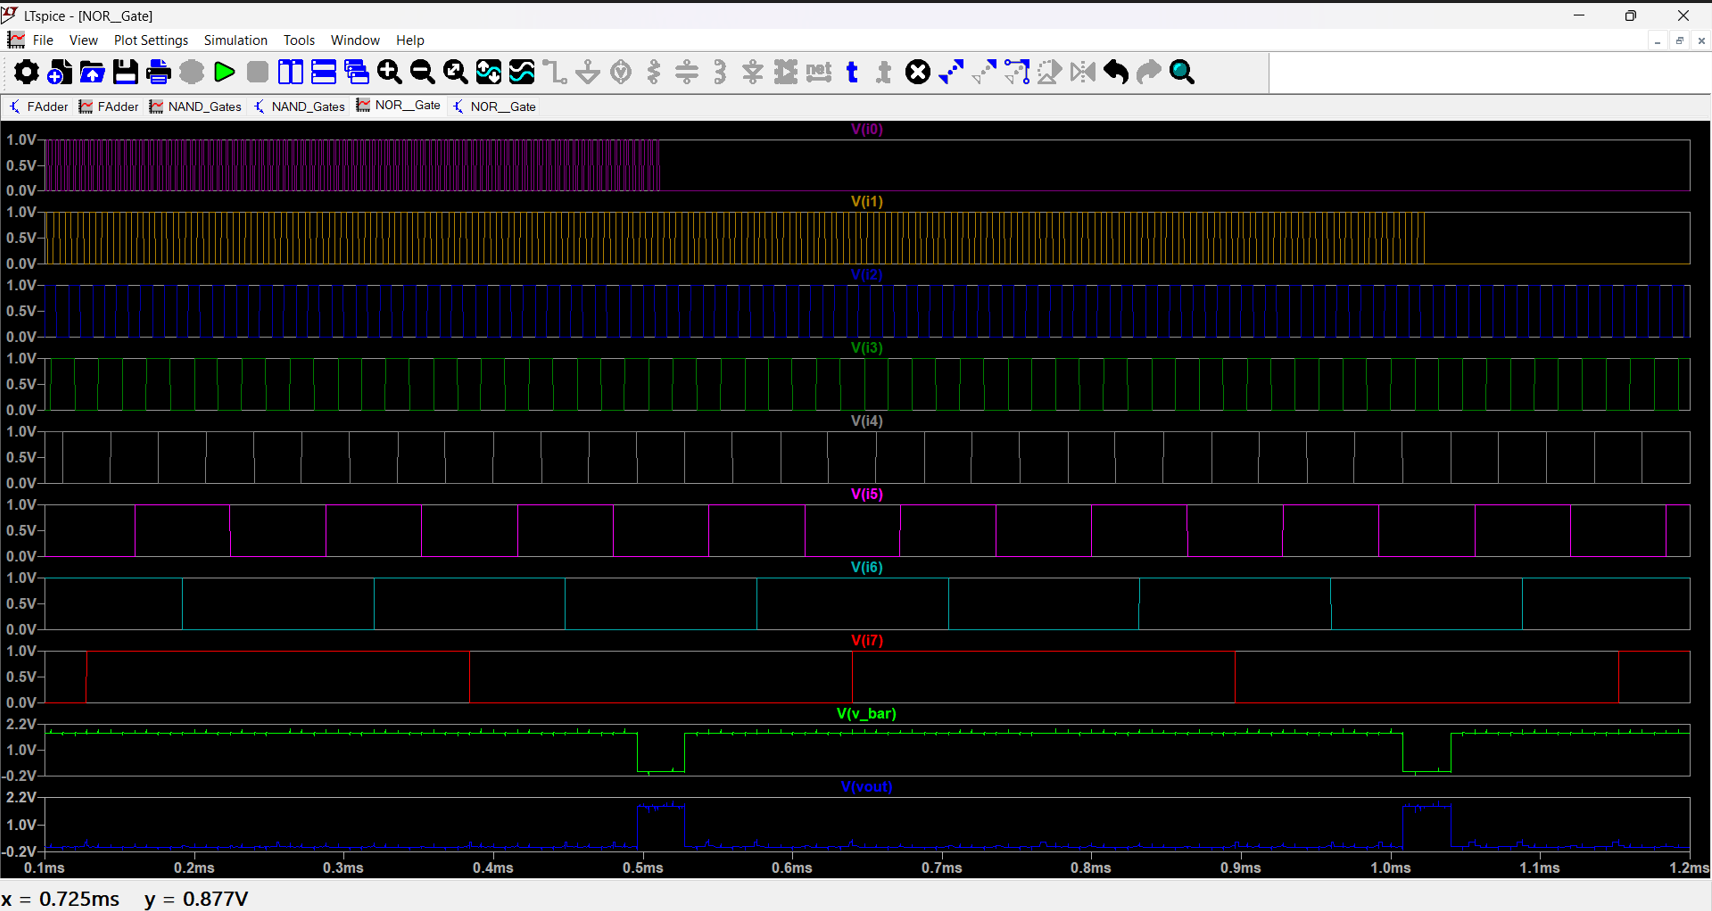 LTspice - [NOR__Gate]
File View Plot Settings Simulation Tools Window Help
net t t
FAdder FAdder NAND_Gates NAND_Gates NOR__Gate NOR__Gate
V(i0)
1.0V
0.5V
0.0V
V(i1)
1.0V
0.5V
0.0V
V(i2)
1.0V
0.5V
0.0V
V(i3)
1.0V
0.5V
0.0V
V(i4)
1.0V
0.5V
0.0V
V(i5)
1.0V
0.5V
0.0V
V(i6)
1.0V
0.5V
0.0V
V(i7)
1.0V
0.5V
0.0V
V(v_bar)
2.2V
1.0V
-0.2V
V(vout)
2.2V
1.0V
-0.2V
0.1ms 0.2ms 0.3ms 0.4ms 0.5ms 0.6ms 0.7ms 0.8ms 0.9ms 1.0ms 1.1ms 1.2ms
x = 0.725ms y = 0.877V